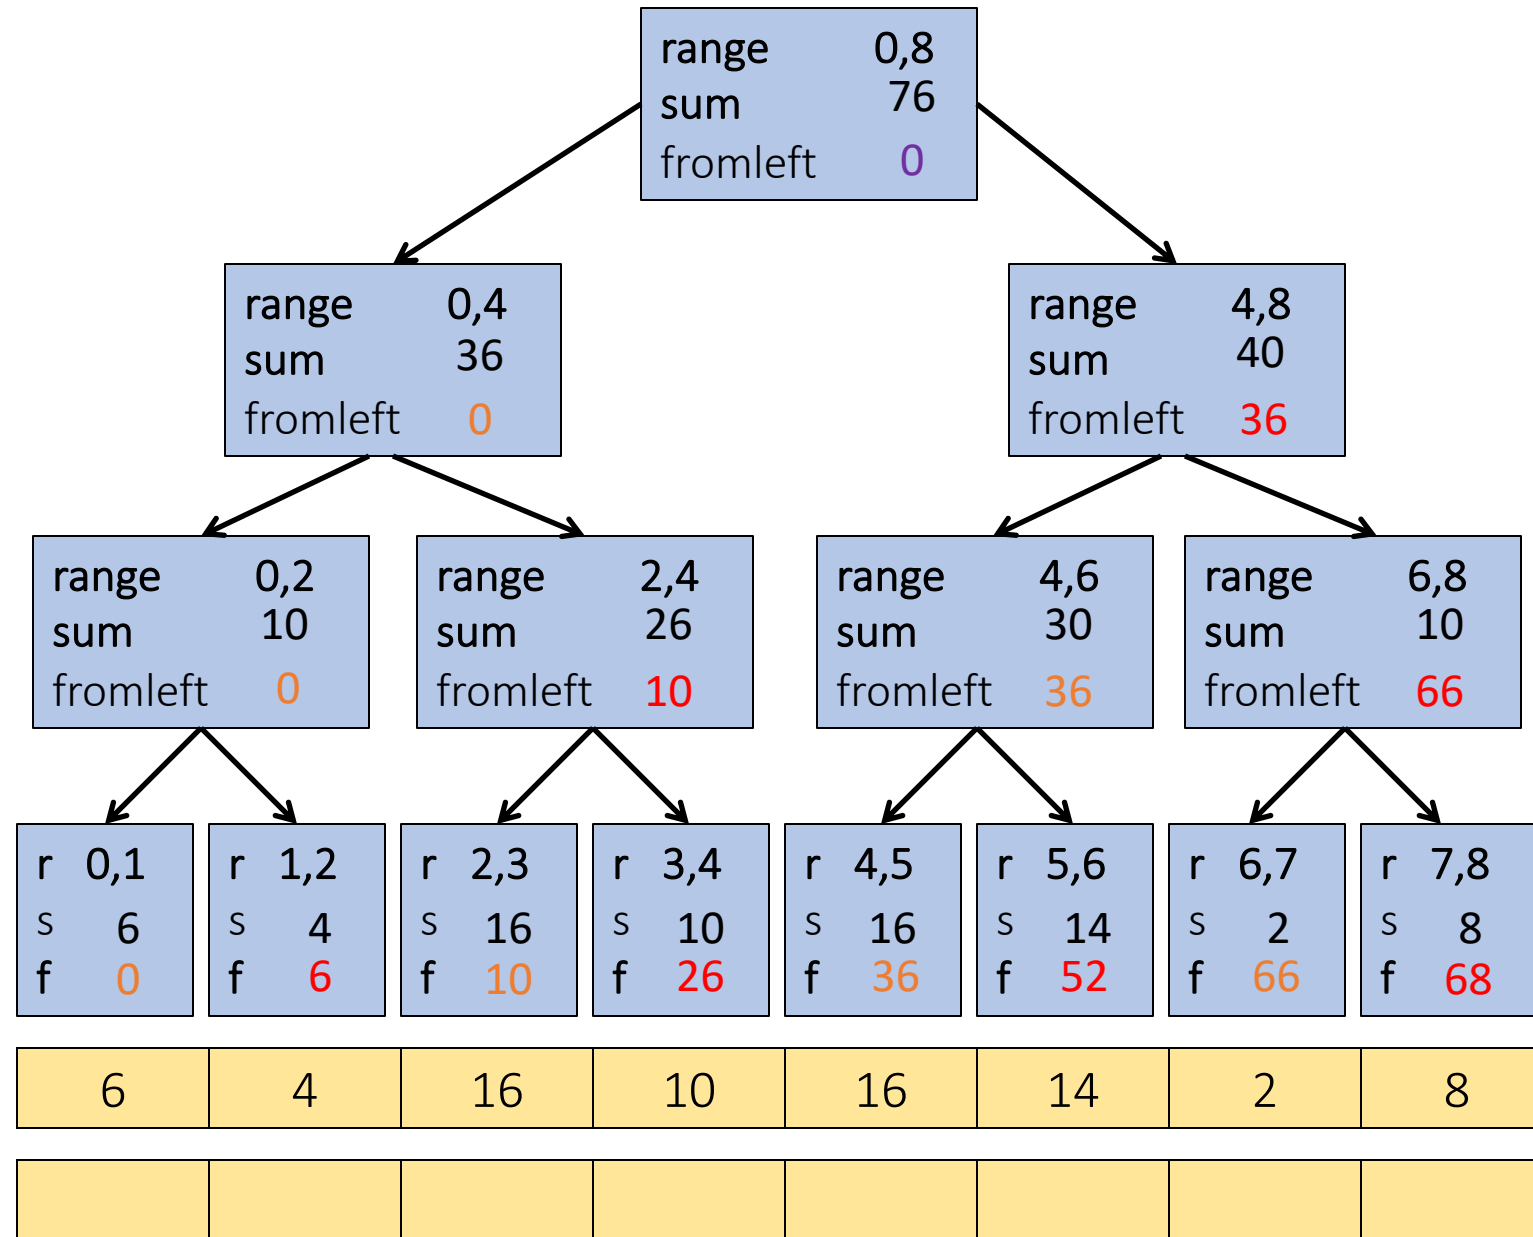 range 0,8
sum 76
fromleft 0
range 0,4
sum 36
fromleft 0
range 4,8
sum 40
fromleft 36
range 0,2
sum 10
fromleft 0
range 2,4
sum 26
fromleft 10
range 4,6
sum 30
fromleft 36
range 6,8
sum 10
fromleft 66
r 0,1
s 6
f 0
r 1,2
s 4
f 6
r 2,3
s 16
f 10
r 3,4
s 10
f 26
r 4,5
s 16
f 36
r 5,6
s 14
f 52
r 6,7
s 2
f 66
r 7,8
s 8
f 68
6 4 16 10 16 14 2 8